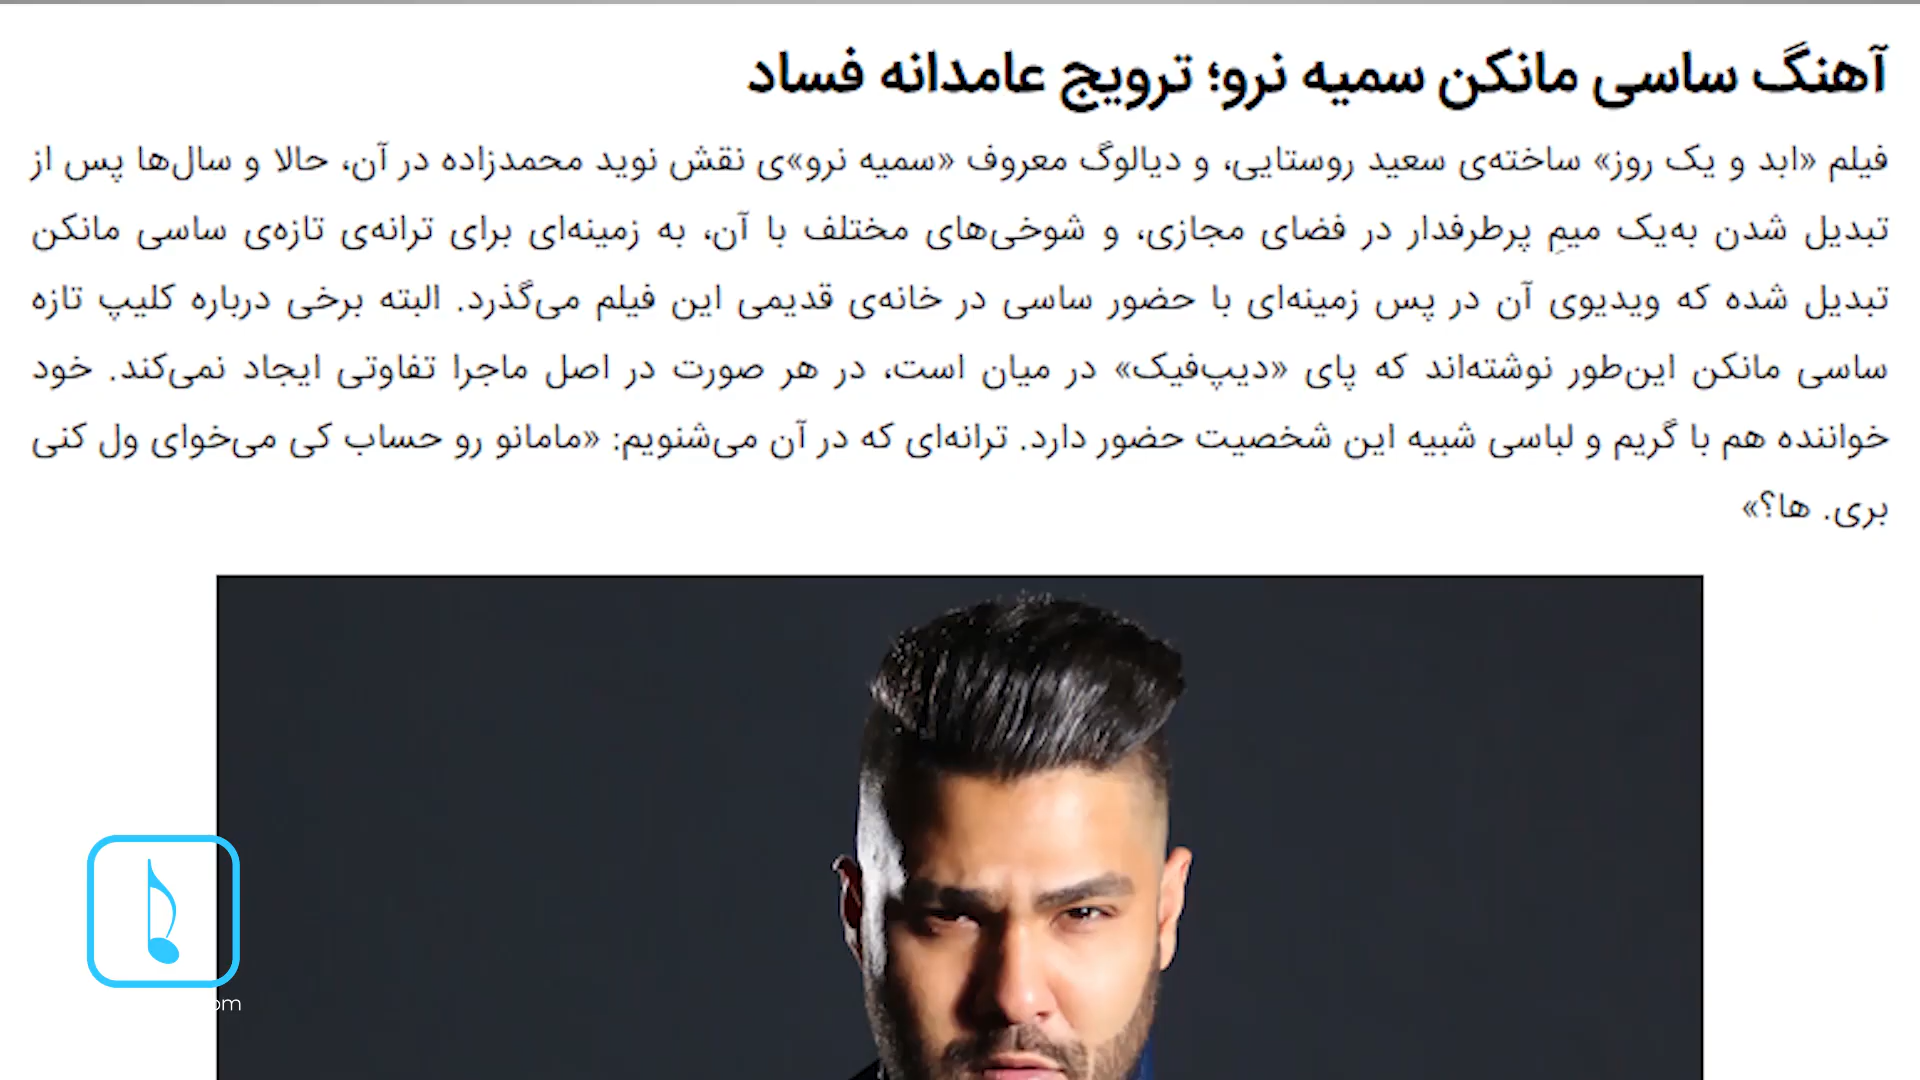 آهنگ ساسی مانکن سمیه نرو؛ ترویج عامدانه فساد
فیلم «ابد و یک روز» ساخته‌ی سعید روستایی، و دیالوگ معروف «سمیه نرو»ی نقش نوید محمدزاده در آن، حالا و سال‌ها پس از
تبدیل شدن به‌یک میمِ پرطرفدار در فضای مجازی، و شوخی‌های مختلف با آن، به زمینه‌ای برای ترانه‌ی تازه‌ی ساسی مانکن
تبدیل شده که ویدیوی آن در پس زمینه‌ای با حضور ساسی در خانه‌ی قدیمی این فیلم می‌گذرد. البته برخی درباره کلیپ تازه
ساسی مانکن این‌طور نوشته‌اند که پای «دیپ‌فیک» در میان است، در هر صورت در اصل ماجرا تفاوتی ایجاد نمی‌کند. خود
خواننده هم با گریم و لباسی شبیه این شخصیت حضور دارد. ترانه‌ای که در آن می‌شنویم: «مامانو رو حساب کی می‌خوای ول کنی
بری. ها؟»